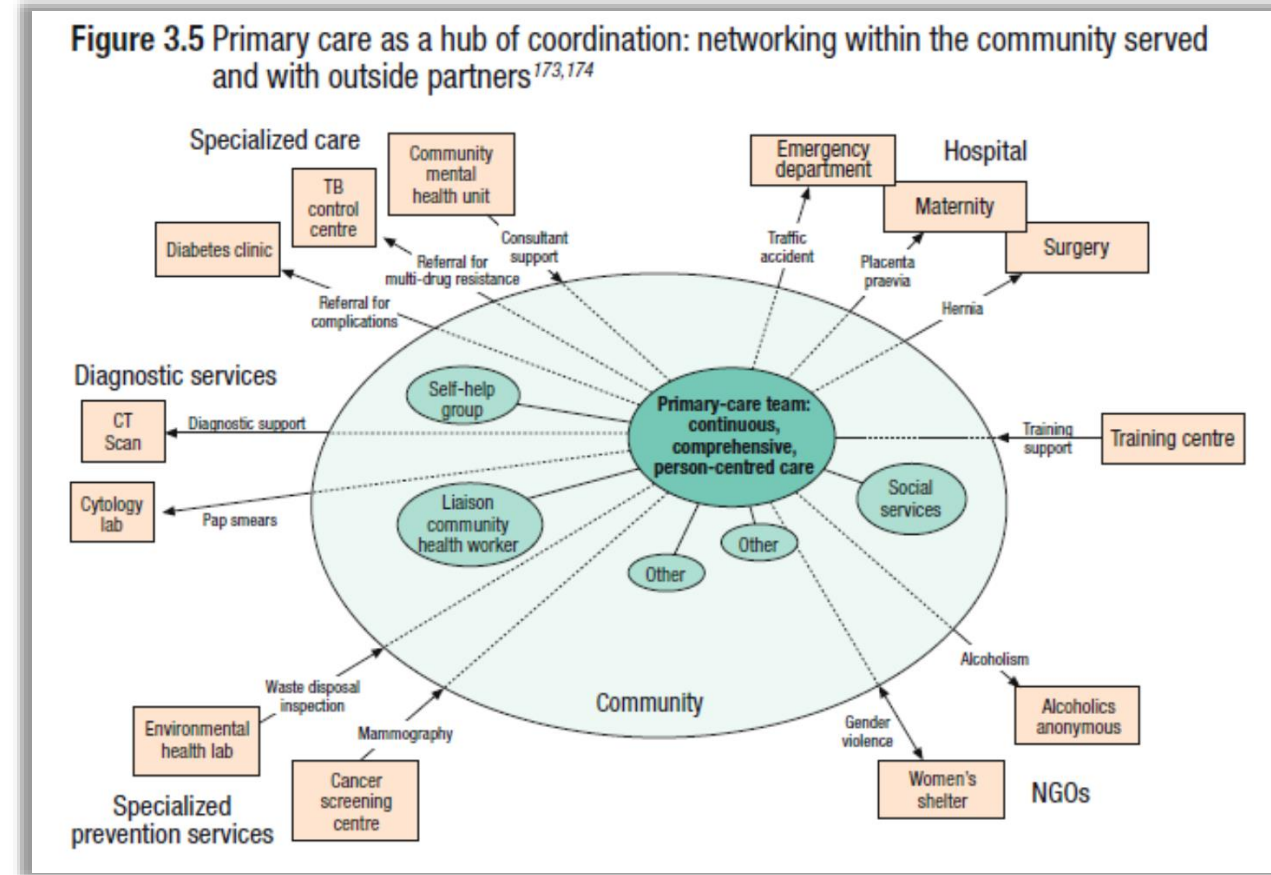 Figure 3.5 Primary care as a hub of coordination: networking within the community served
and with outside partners173,174
Specialized care
Community
mental
health unit
TB
control
centre
Diabetes clinic
Consultant
support
Referral for
multi-drug resistance
Referral for
complications
Emergency
department
Hospital
Maternity
Surgery
Traffic
accident
Placenta
praevia
Hernia
Diagnostic services
CT
Scan
Diagnostic support
Cytology
lab
Pap smears
Self-help
group
Primary-care team:
continuous,
comprehensive,
person-centred care
Training
support
Training centre
Liaison
community
health worker
Social
services
Other
Other
Community
Waste disposal
inspection
Environmental
health lab
Mammography
Cancer
screening
centre
Specialized
prevention services
Alcoholism
Alcoholics
anonymous
Gender
violence
Women's
shelter
NGOs